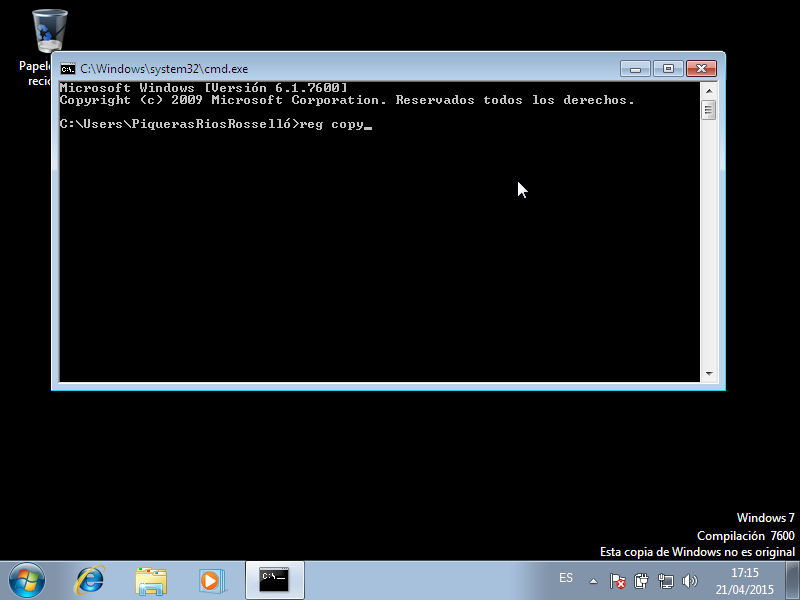 Papele
recic
C:\Windows\system32\cmd.exe
Microsoft Windows [Versión 6.1.7600]
Copyright (c) 2009 Microsoft Corporation. Reservados todos los derechos.
C:\Users\PiquerasRiosRosselló>reg copy_
Windows 7
Compilación 7600
Esta copia de Windows no es original
ES
17:15
21/04/2015